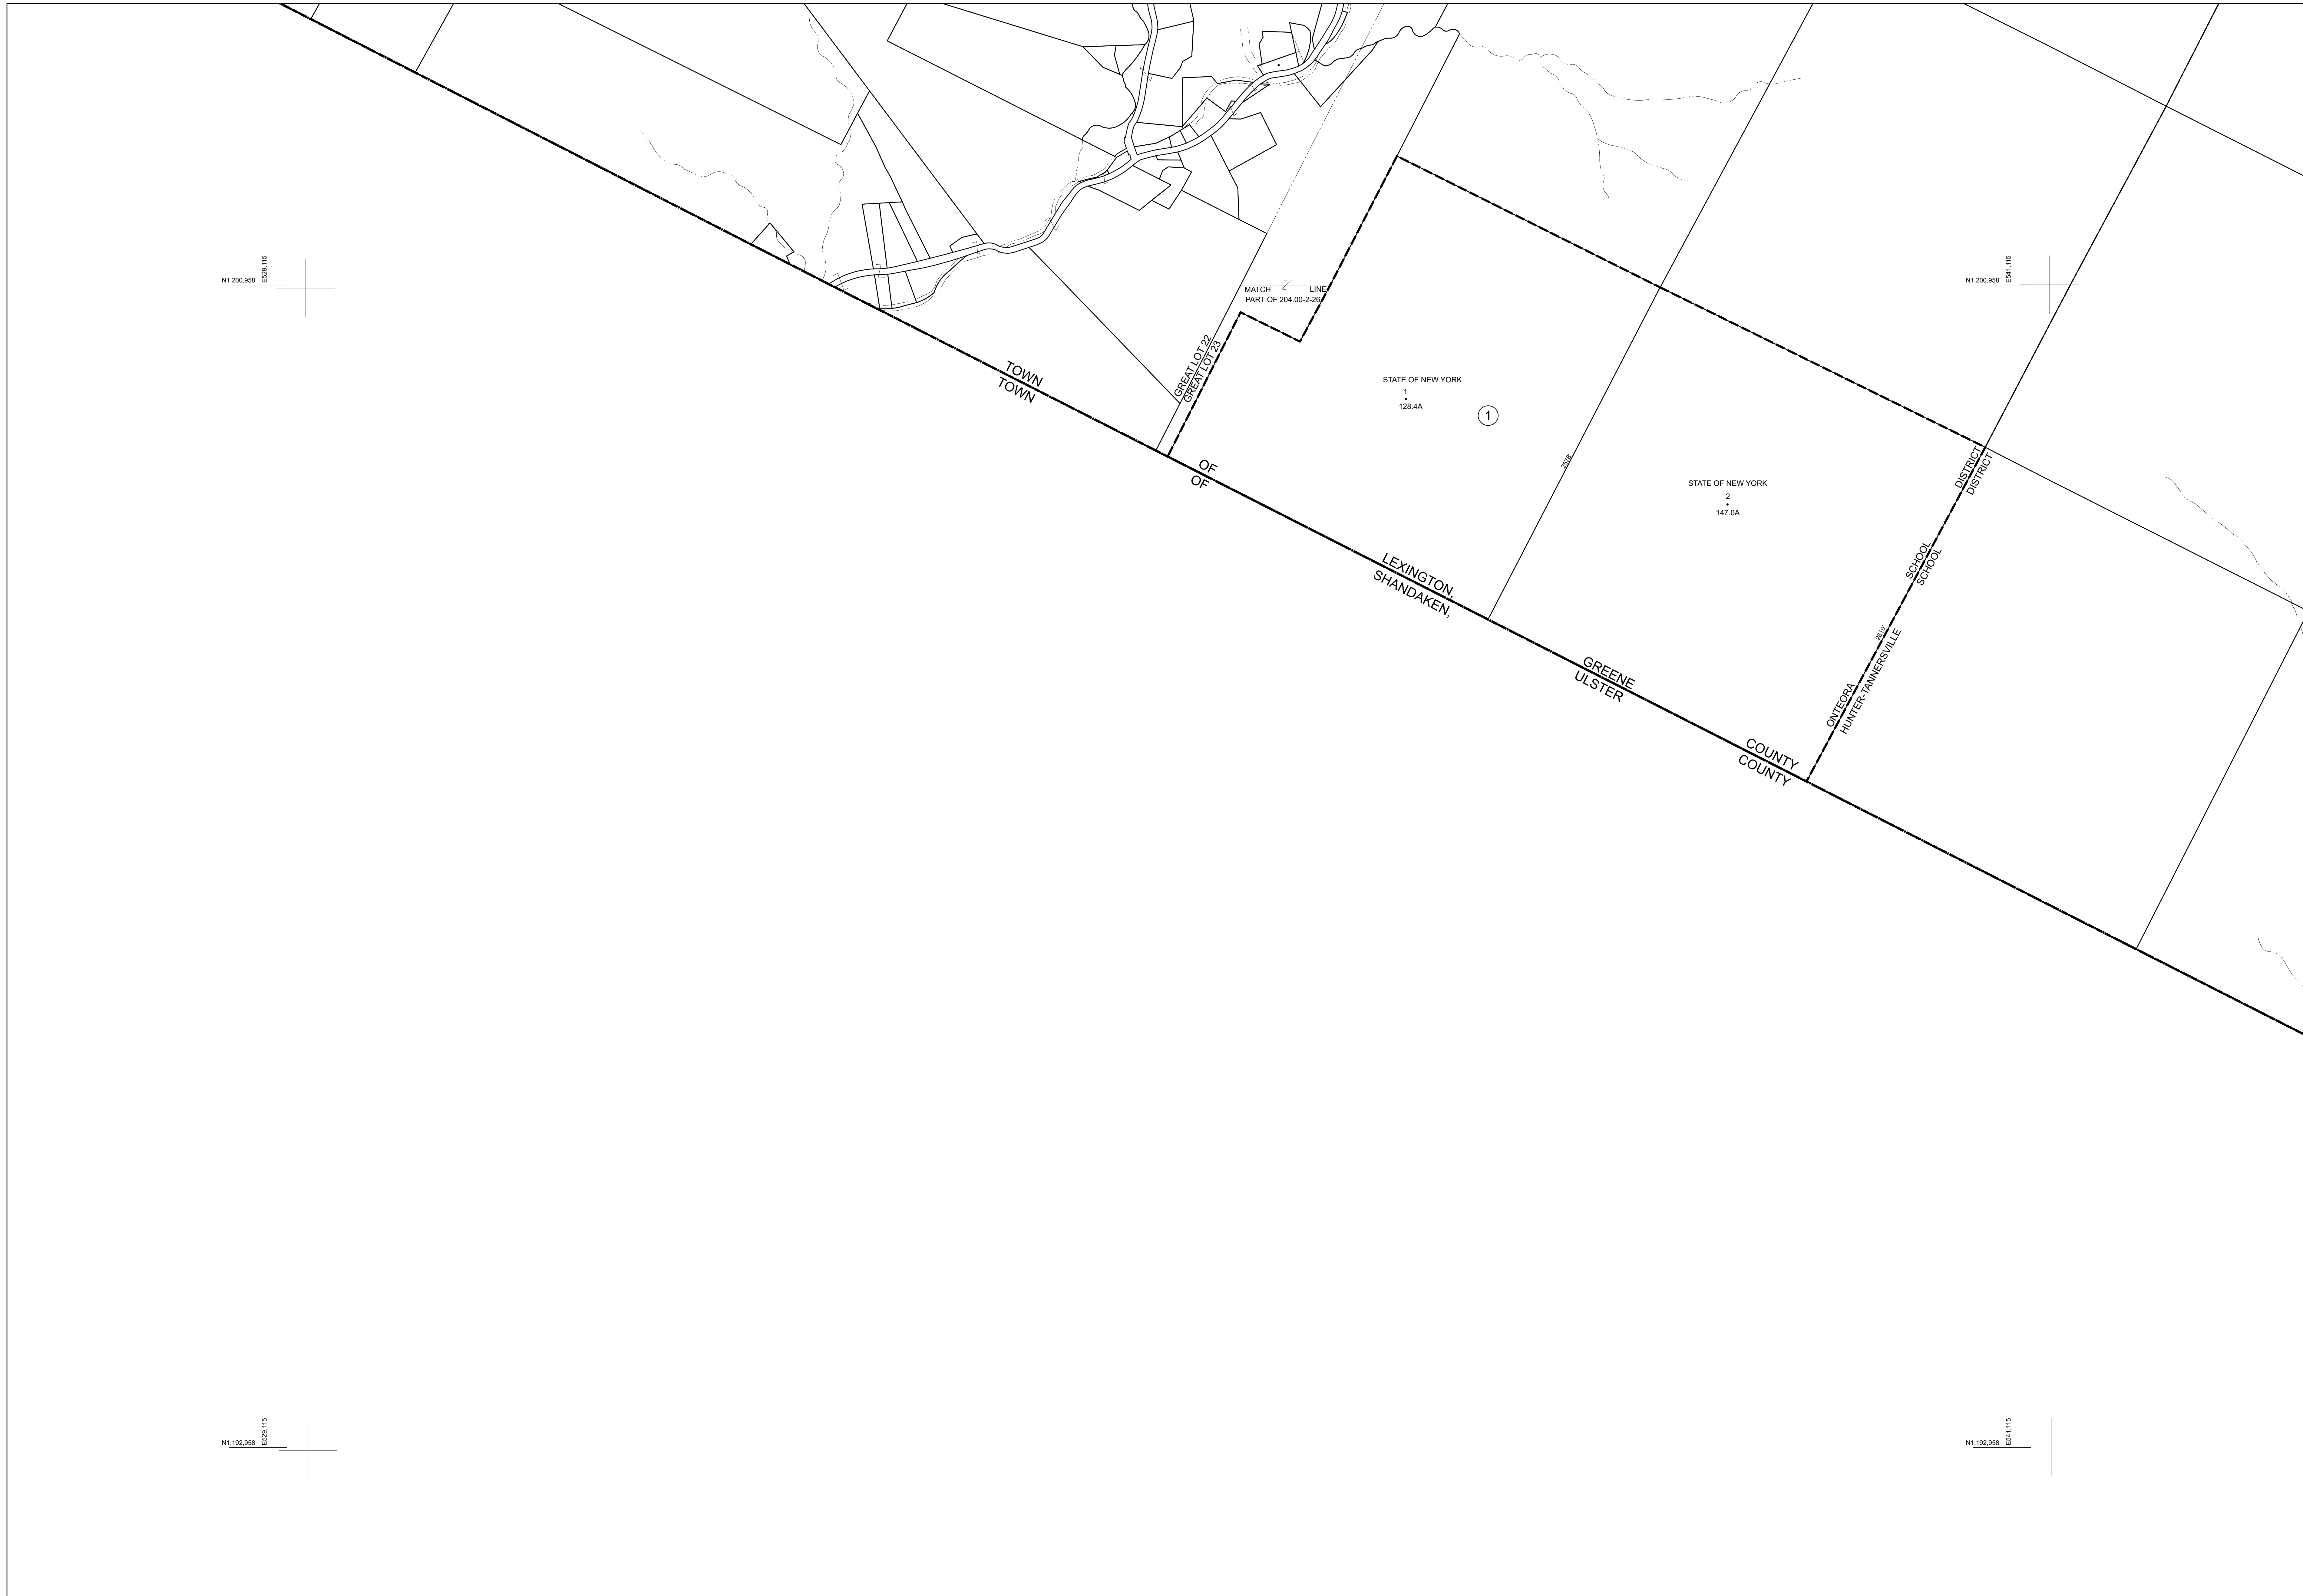 N1,200,958
E529,115
N1,200,958
E541,115
MATCH LINE
PART OF 204.00-2-26
GREAT LOT 22
GREAT LOT 23
TOWN OF LEXINGTON, GREENE COUNTY
TOWN OF SHANDAKEN, ULSTER COUNTY
STATE OF NEW YORK
1
128.4A
1
2578'
STATE OF NEW YORK
2
147.0A
ONTEORA SCHOOL DISTRICT
HUNTER-TANNERSVILLE SCHOOL DISTRICT
2610'
N1,192,958
E529,115
N1,192,958
E541,115